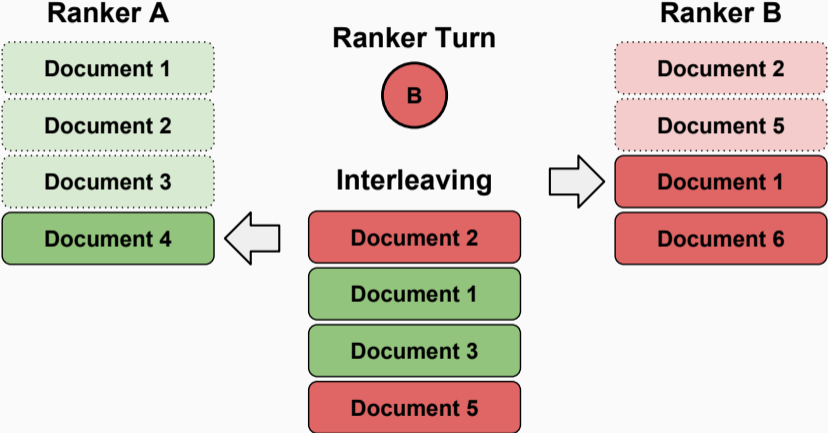 Ranker A
Document 1
Document 2
Document 3
Document 4
Ranker Turn
B
Interleaving
Document 2
Document 1
Document 3
Document 5
Ranker B
Document 2
Document 5
Document 1
Document 6